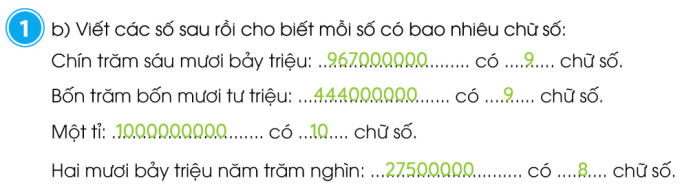 1 b) Viết các số sau rồi cho biết mỗi số có bao nhiêu chữ số:
Chín trăm sáu mươi bảy triệu: ..967000000......... có ....9..... chữ số.
Bốn trăm bốn mươi tư triệu: ...444000000....... có .....9..... chữ số.
Một tỉ: .1000000000....... có ..10.... chữ số.
Hai mươi bảy triệu năm trăm nghìn: ...27500000.......... có ....8.... chữ số.